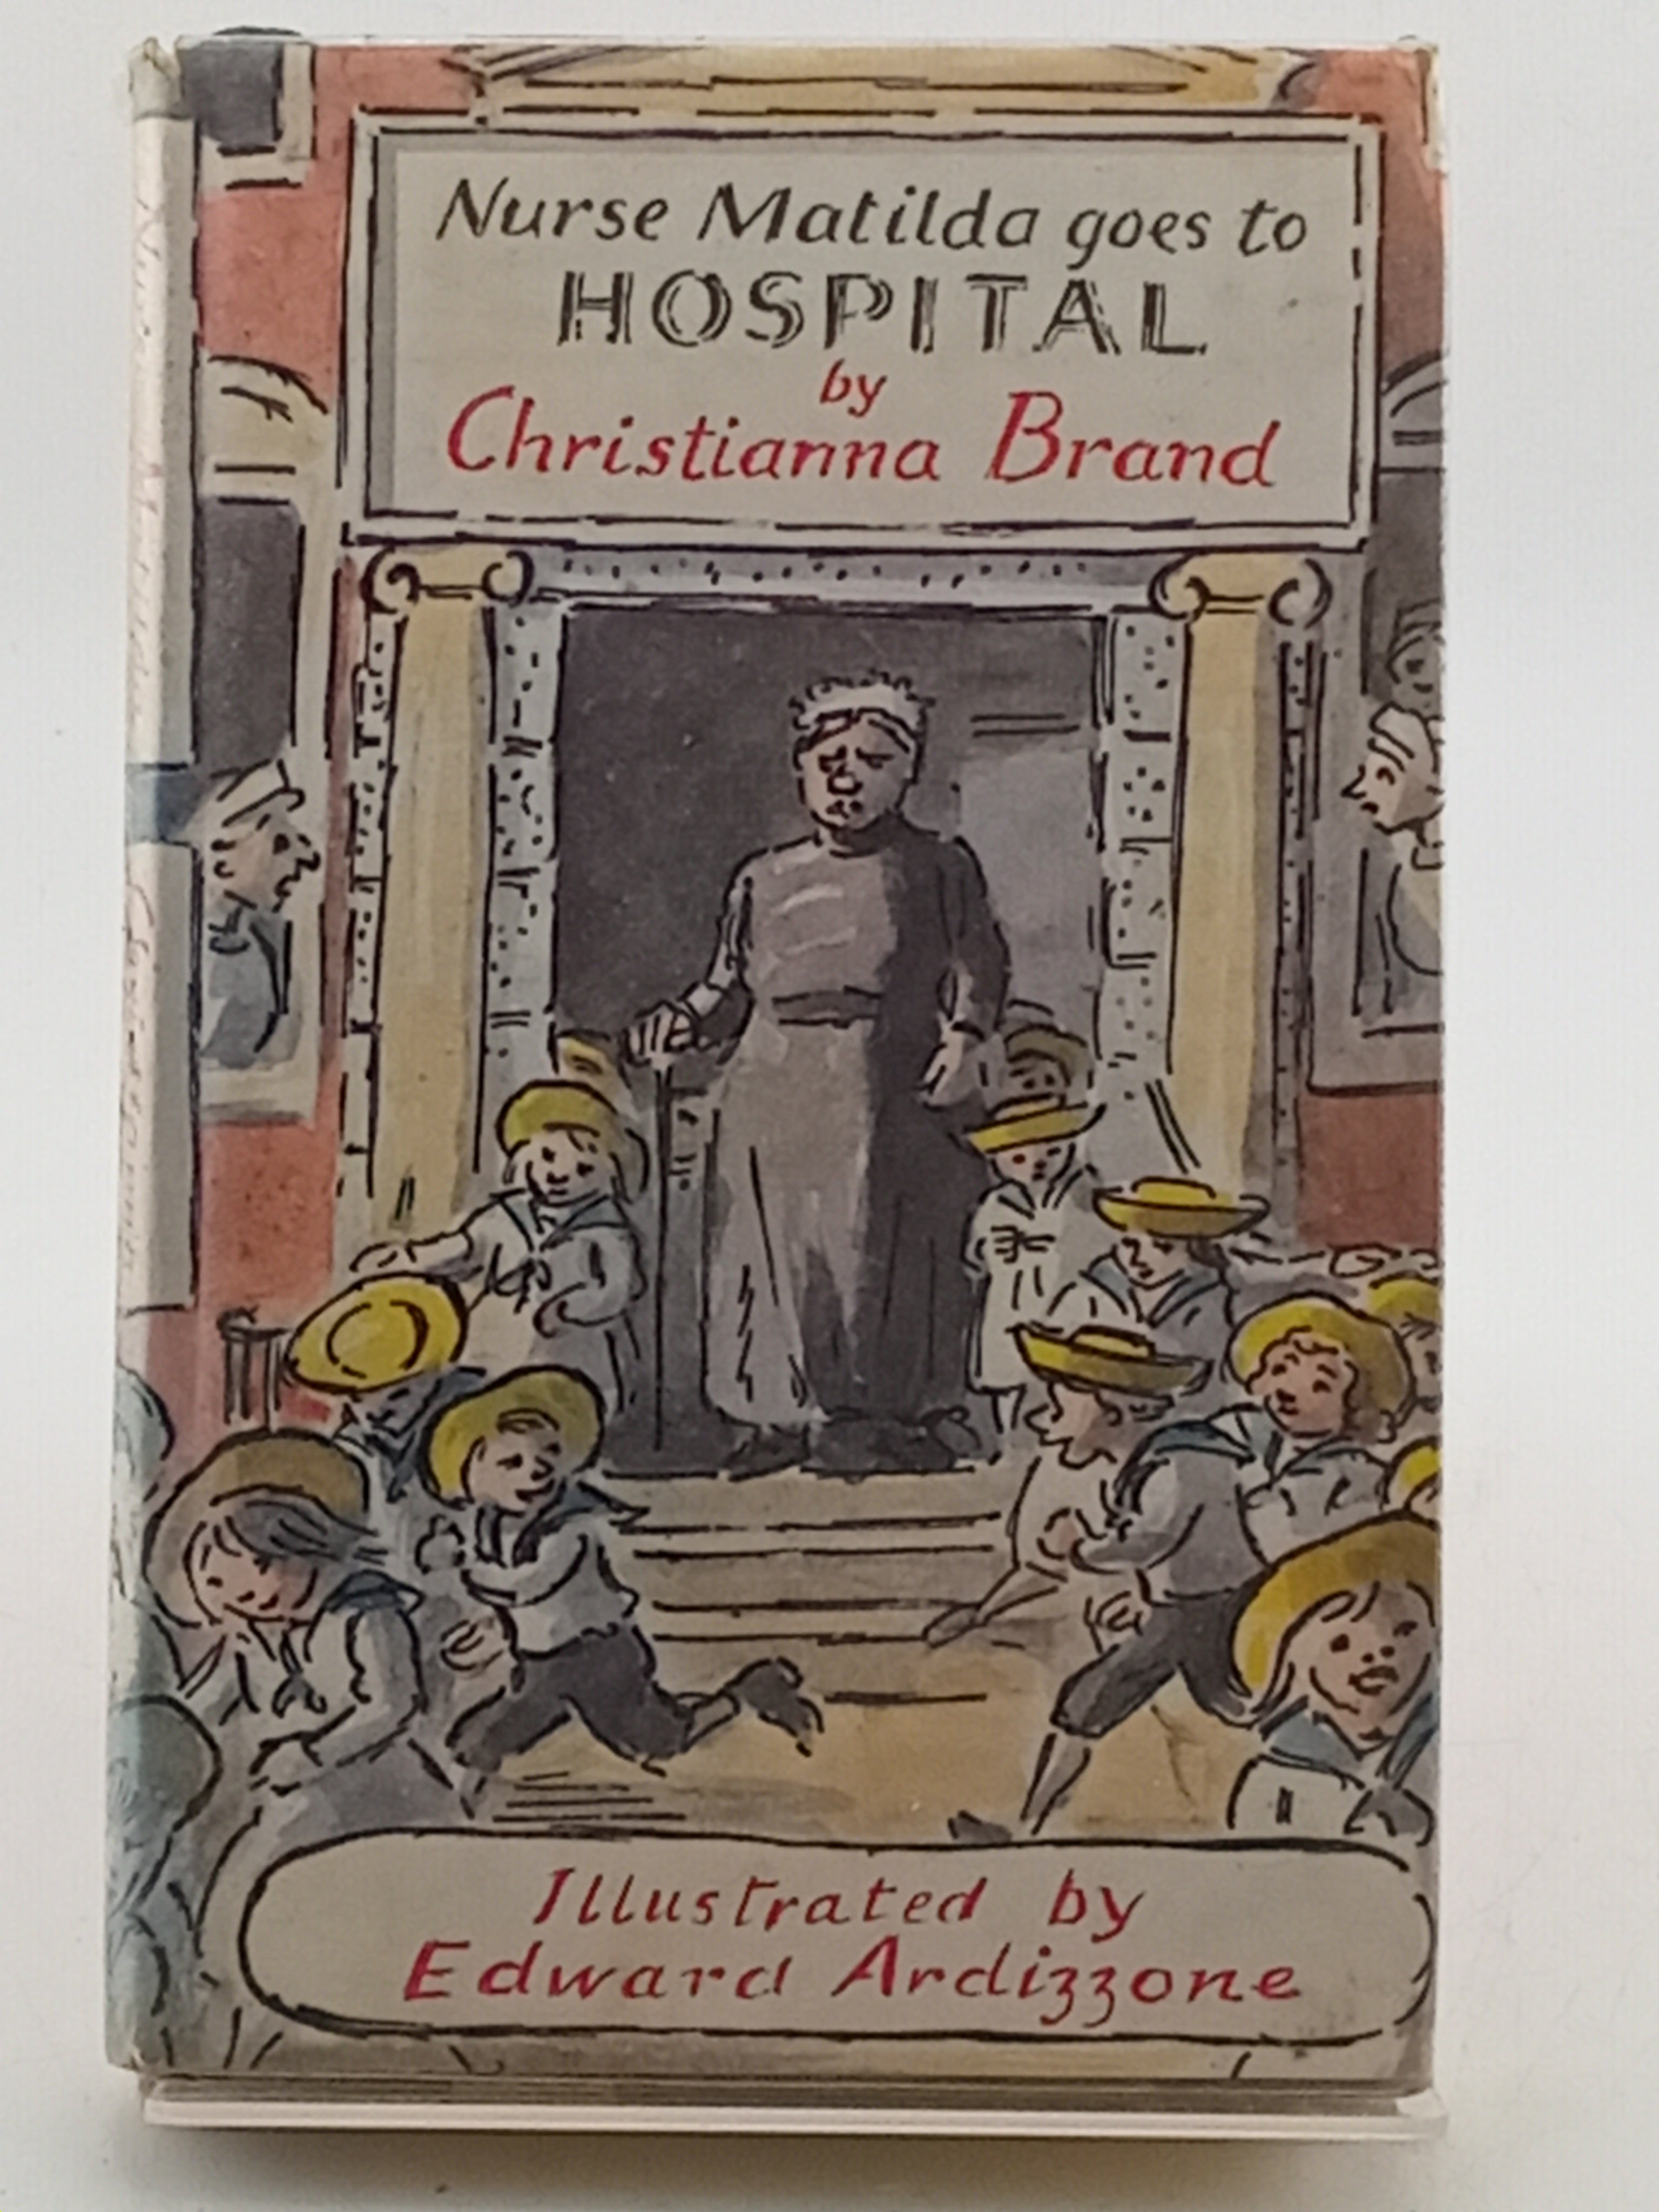 Nurse Matilda goes to
HOSPITAL
by
Christianna Brand
Illustrated by
Edward Ardizzone